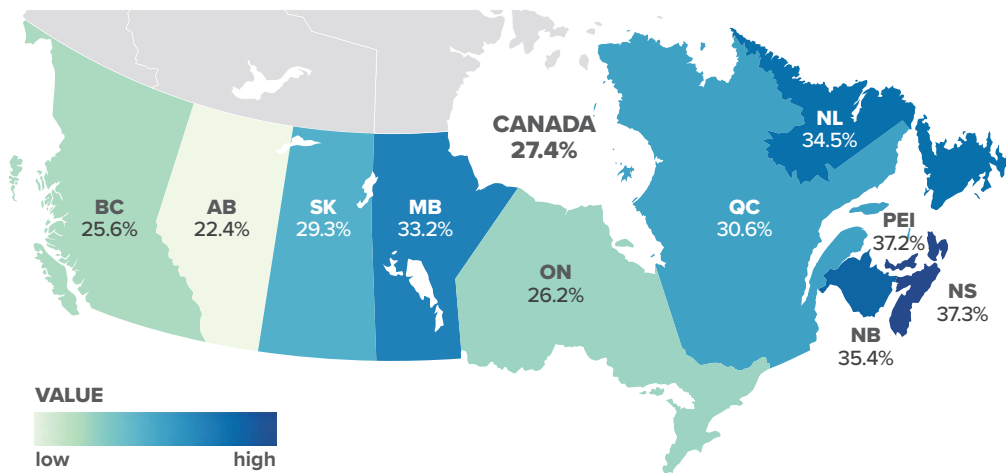 CANADA
27.4%
NL
34.5%
BC
25.6%
AB
22.4%
SK
29.3%
MB
33.2%
QC
30.6%
PEI
37.2%
ON
26.2%
NS
37.3%
NB
35.4%
VALUE
low high